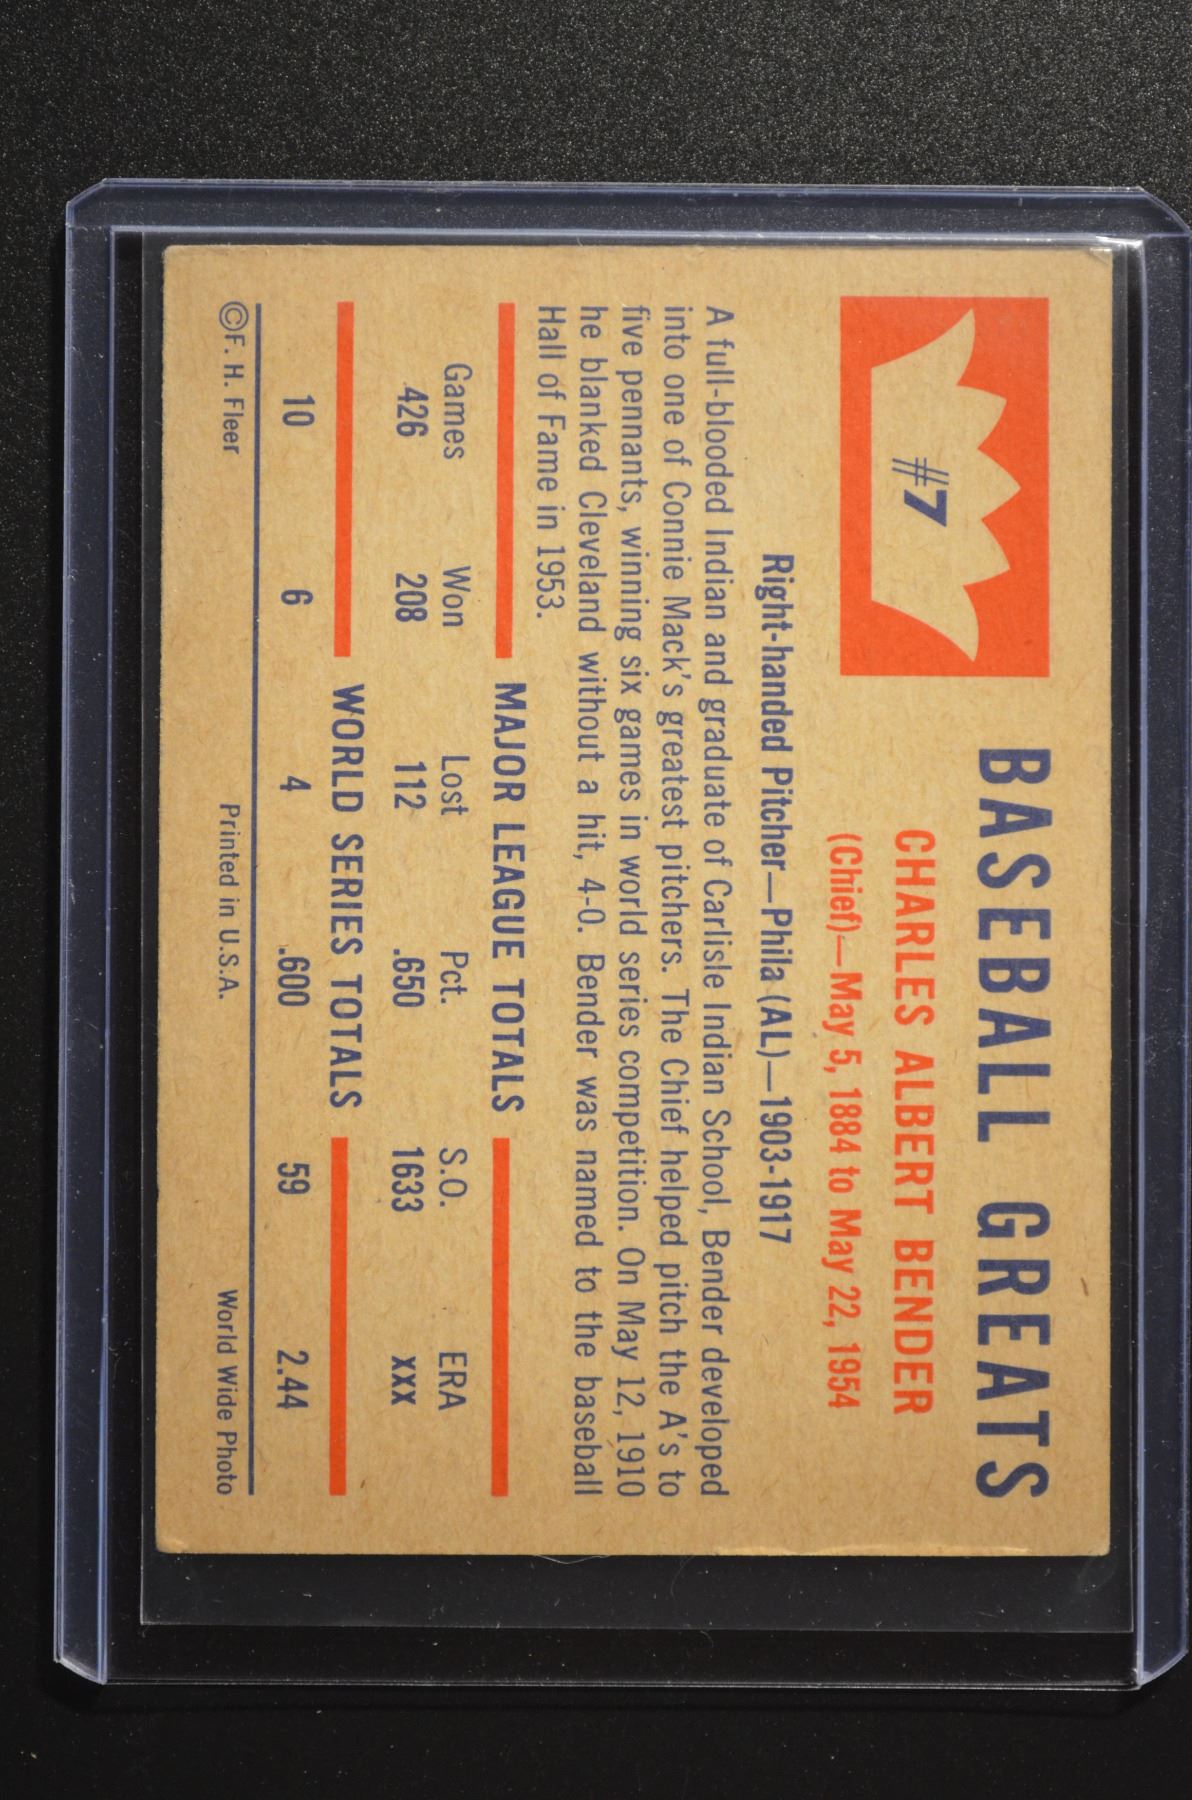 #7
BASEBALL GREATS
CHARLES ALBERT BENDER
(Chief)—May 5, 1884 to May 22, 1954
Right-handed Pitcher—Phila (AL)—1903-1917
A full-blooded Indian and graduate of Carlisle Indian School, Bender developed
into one of Connie Mack's greatest pitchers. The Chief helped pitch the A's to
five pennants, winning six games in world series competition. On May 12, 1910
he blanked Cleveland without a hit, 4-0. Bender was named to the baseball
Hall of Fame in 1953.
MAJOR LEAGUE TOTALS
Games Won Lost Pct. S.O. ERA
426 208 112 .650 1633 XXX
WORLD SERIES TOTALS
10 6 4 .600 59 2.44
©F. H. Fleer Printed in U.S.A. World Wide Photo